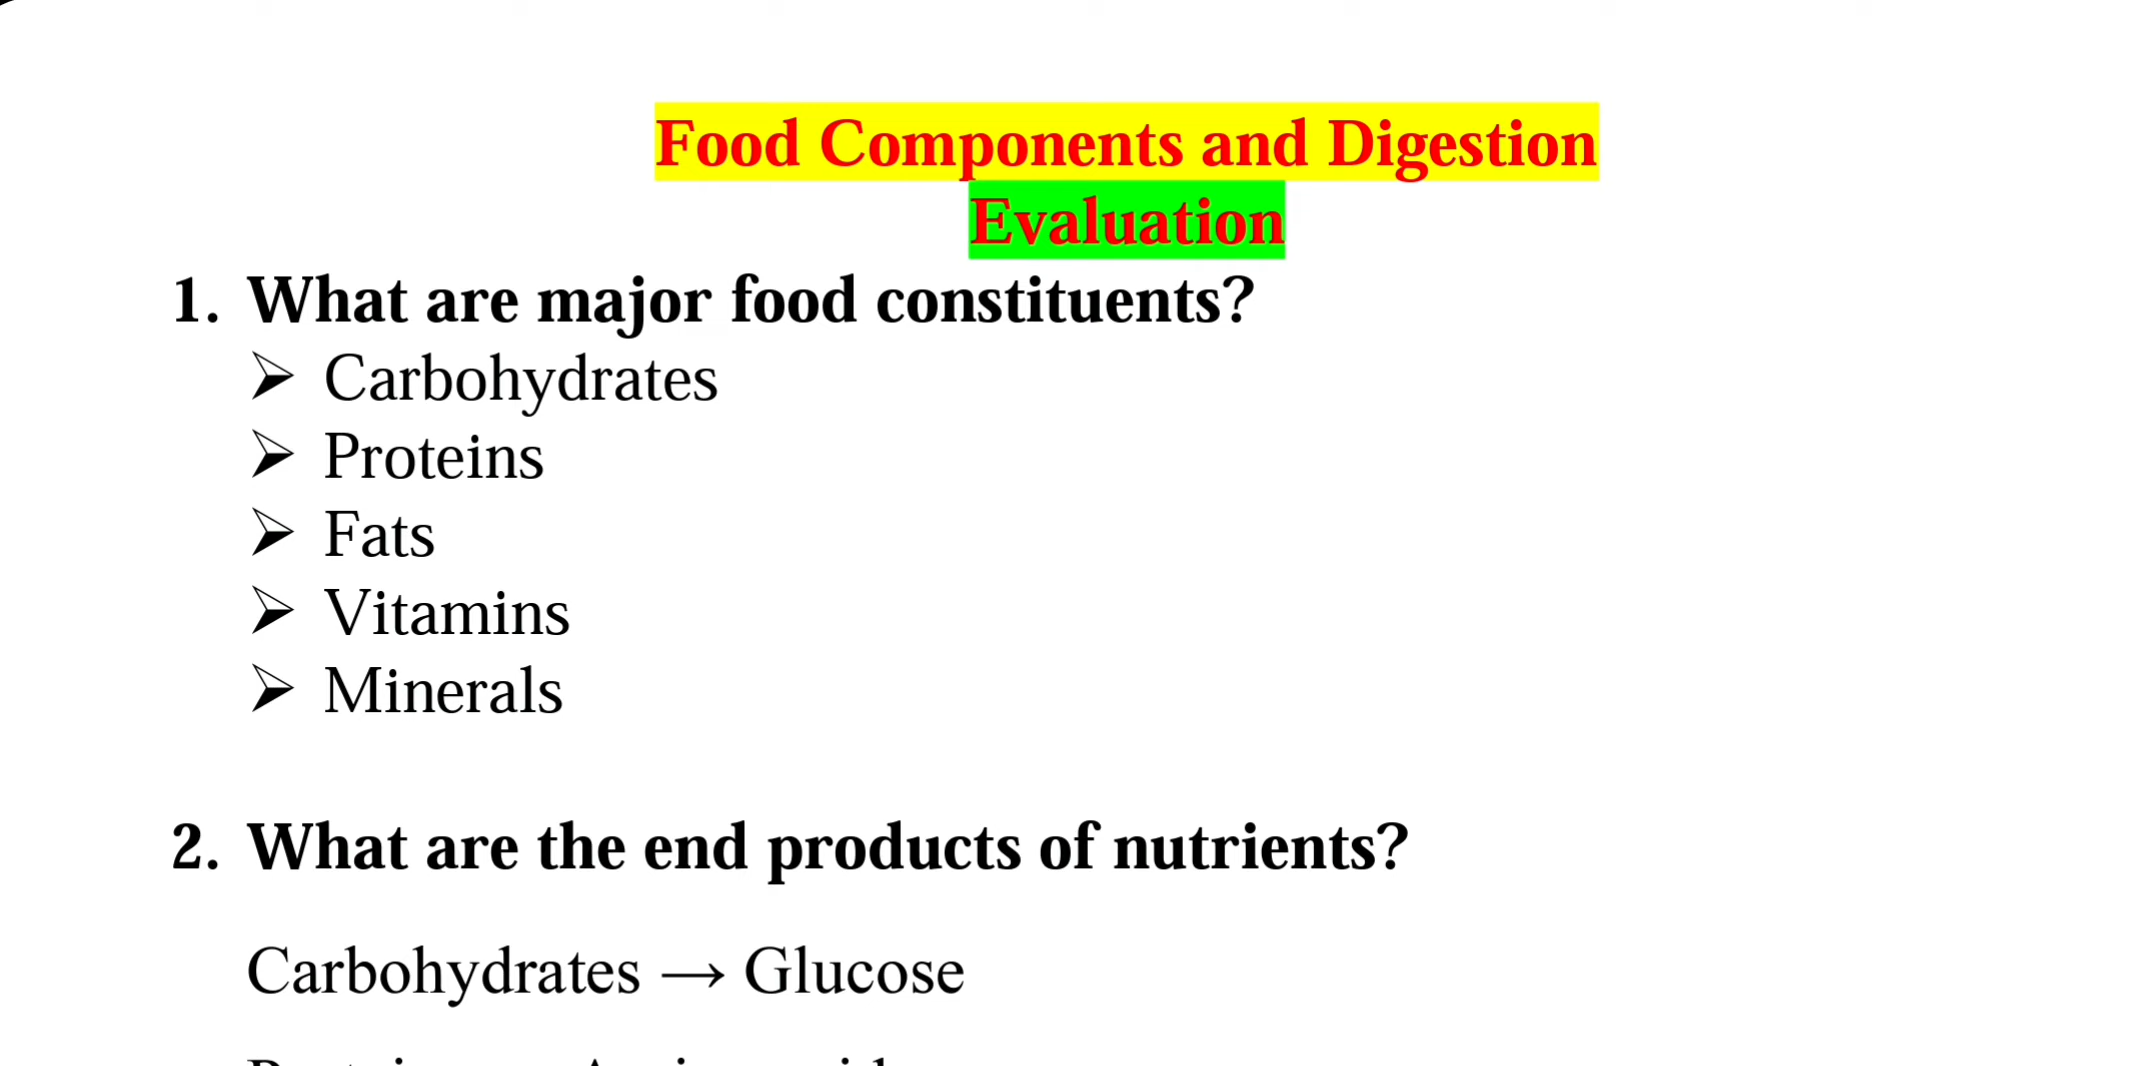 Food Components and Digestion
Evaluation
1. What are major food constituents?
➢ Carbohydrates
➢ Proteins
➢ Fats
➢ Vitamins
➢ Minerals
2. What are the end products of nutrients?
Carbohydrates → Glucose